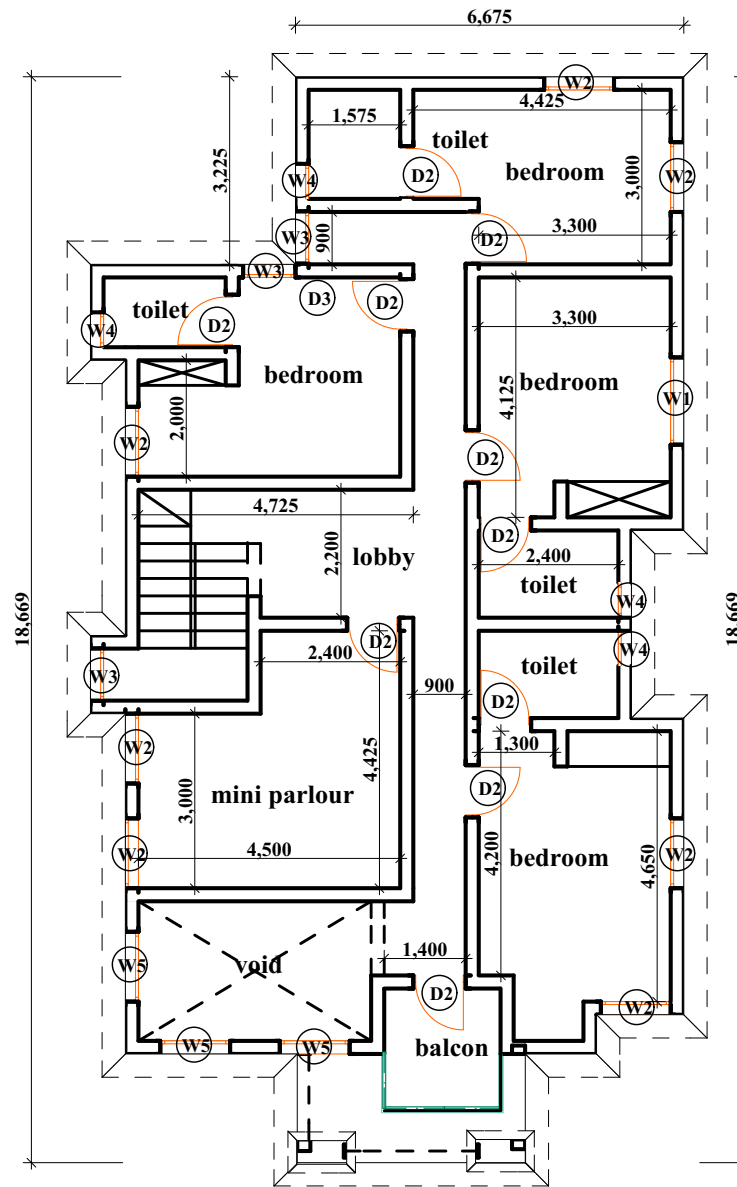 6,675
W2
4,425
1,575
toilet
3,225
D2
bedroom
3,000
W2
W4
W3
900
D2
3,300
W3
D3
D2
toilet
W4
D2
3,300
bedroom
bedroom
4,125
W1
2,000
W2
D2
4,725
2,200
lobby
D2
2,400
toilet
W4
18,669
18,669
D2
W4
2,400
toilet
W3
900
D2
W2
1,300
4,425
3,000
mini parlour
D2
W2
4,500
4,200
bedroom
4,650
W2
1,400
W5
void
D2
W2
W5
W5
balcon